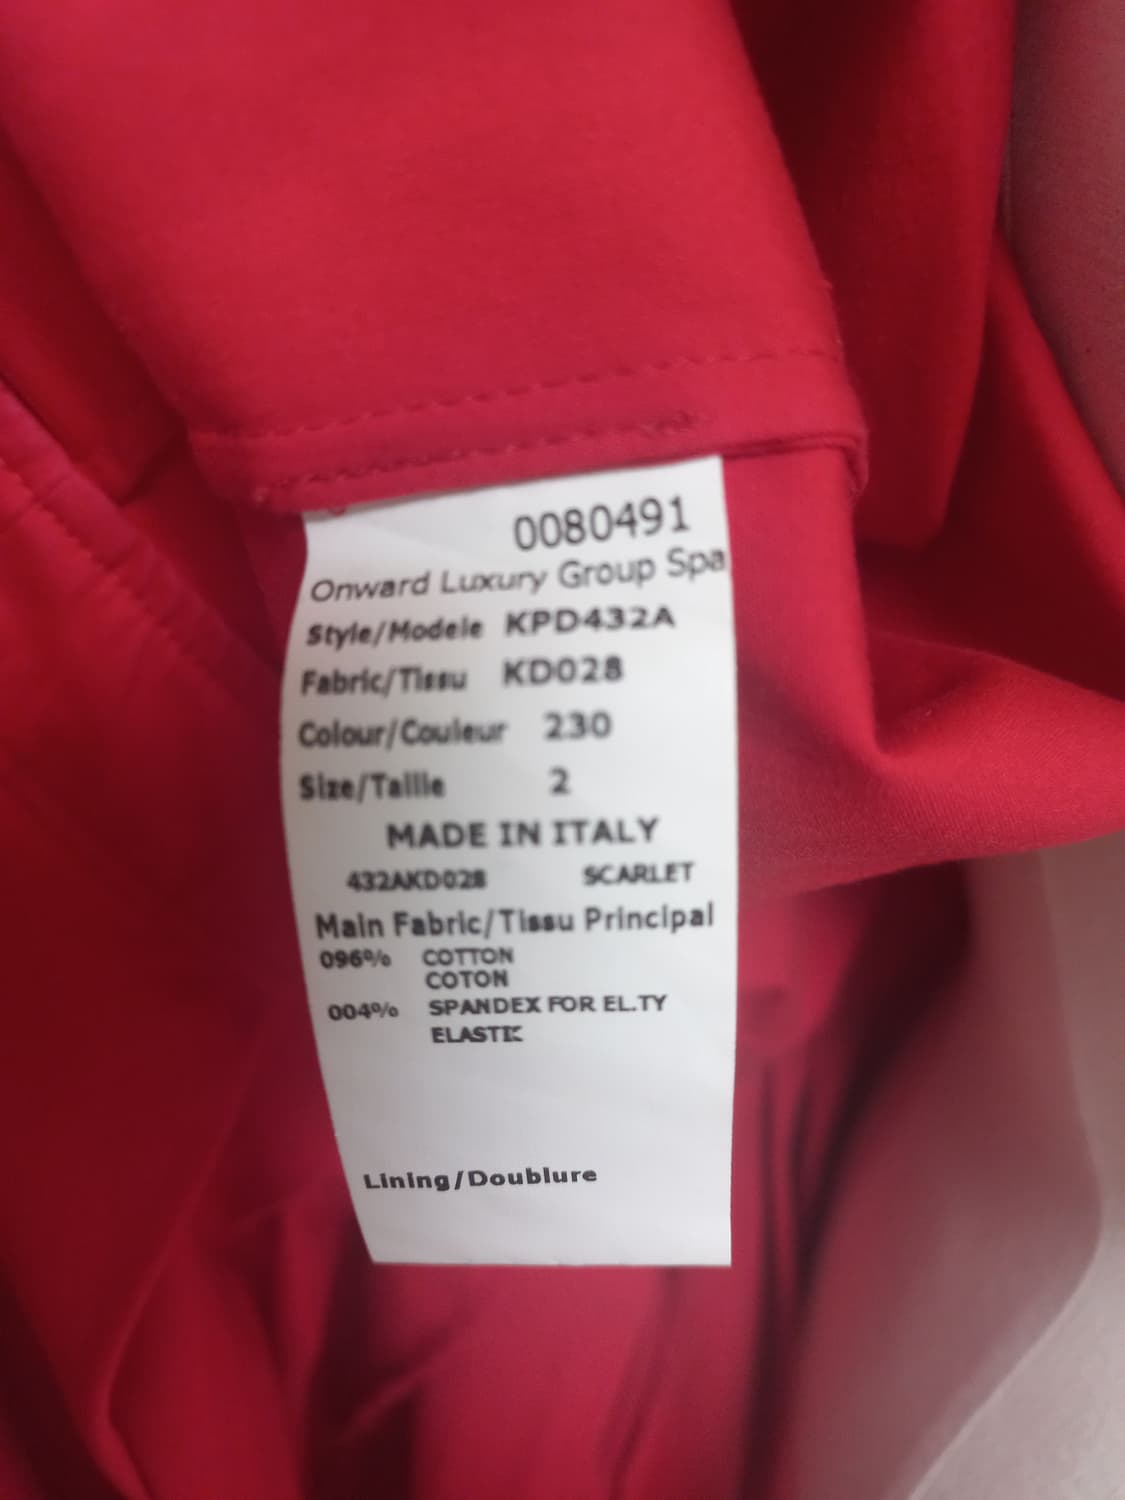 0080491
Onward Luxury Group Spa
Style/Modele KPD432A
Fabric/Tissu KD028
Colour/Couleur 230
Size/Taille 2
MADE IN ITALY
432AKD028 SCARLET
Main Fabric/Tissu Principal
096% COTTON
COTON
004% SPANDEX FOR EL.TY
ELASTIK
Lining/Doublure